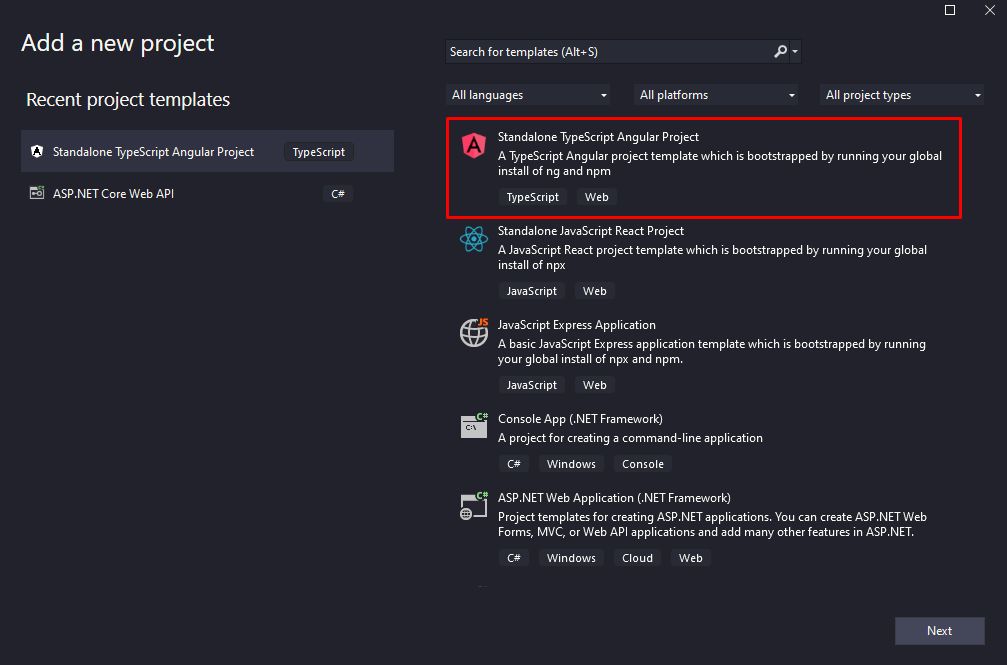 Add a new project
Recent project templates
Standalone TypeScript Angular Project
TypeScript
ASP.NET Core Web API
C#
Search for templates (Alt+S)
All languages
All platforms
All project types
Standalone TypeScript Angular Project
A TypeScript Angular project template which is bootstrapped by running your global
install of ng and npm
TypeScript Web
Standalone JavaScript React Project
A JavaScript React project template which is bootstrapped by running your global
install of npx
JavaScript Web
JS
JavaScript Express Application
A basic JavaScript Express application template which is bootstrapped by running
your global install of npx and npm.
JavaScript Web
C#
C:\
Console App (.NET Framework)
A project for creating a command-line application
C# Windows Console
C#
ASP.NET Web Application (.NET Framework)
Project templates for creating ASP.NET applications. You can create ASP.NET Web
Forms, MVC, or Web API applications and add many other features in ASP.NET.
C# Windows Cloud Web
Next